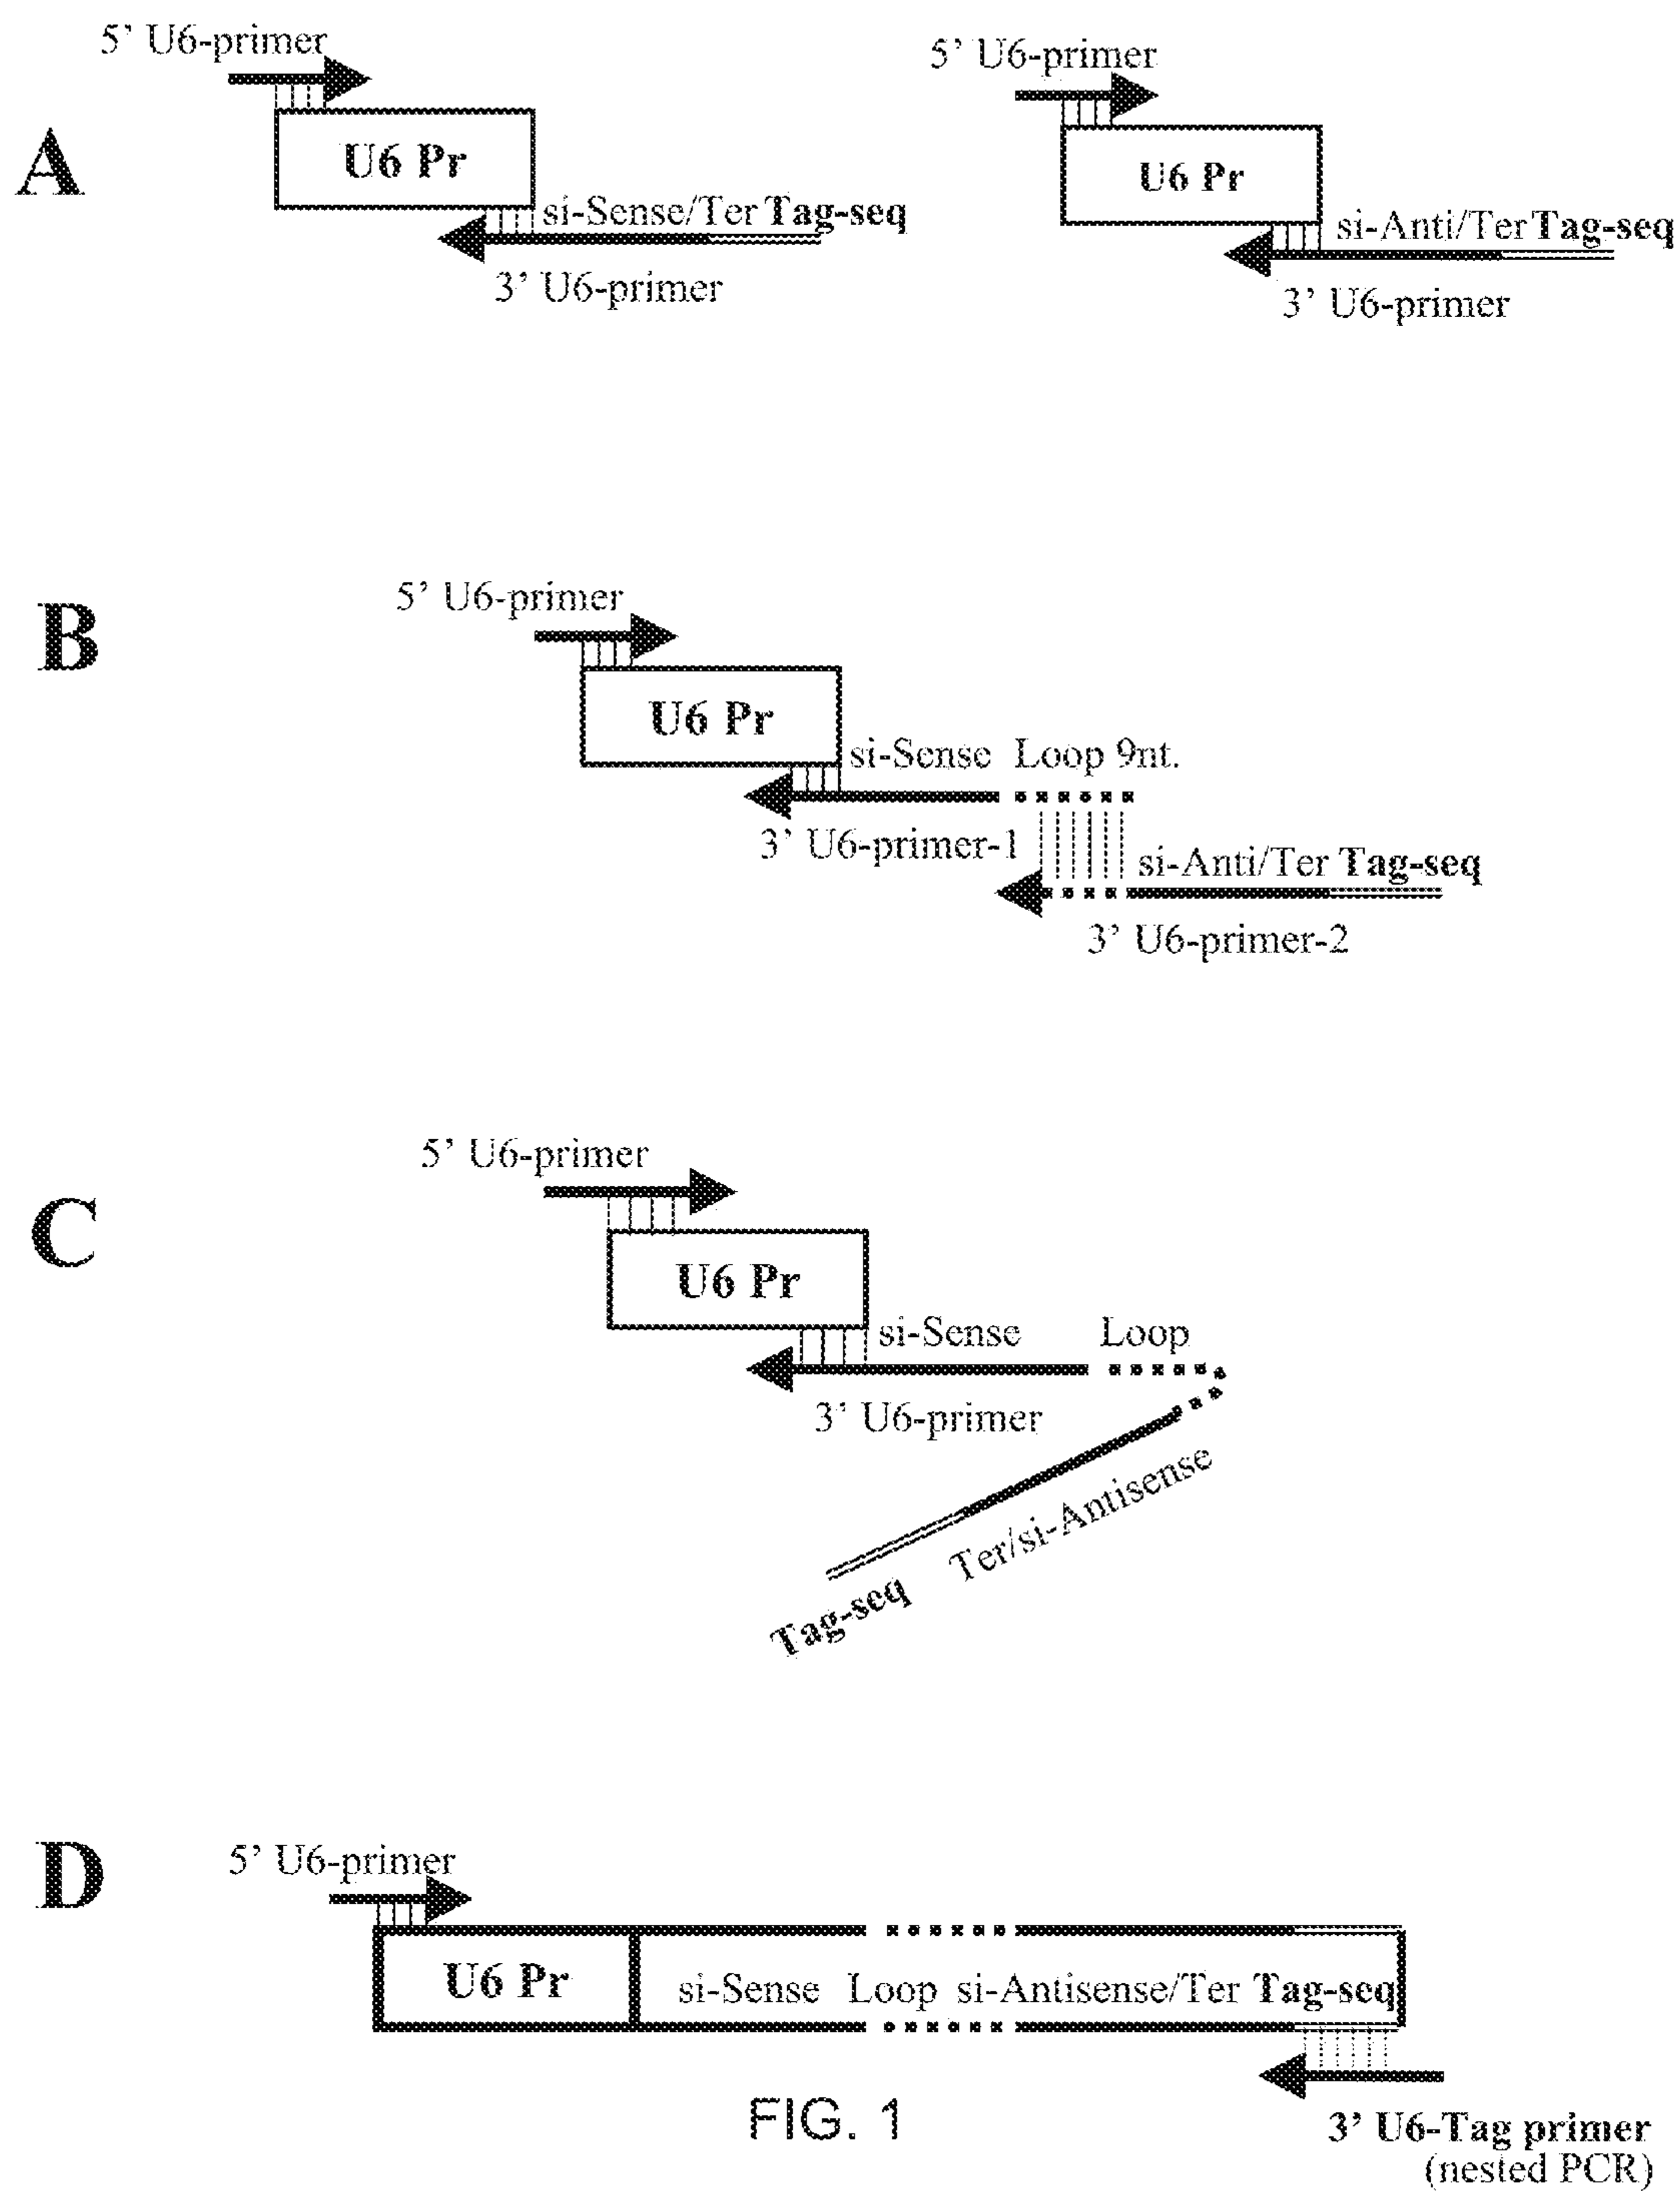 5’ U6-primer
5’ U6-primer
A
U6 Pr
U6 Pr
si-Sense/Ter Tag-seq
si-Anti/Ter Tag-seq
3’ U6-primer
3’ U6-primer
B
5’ U6-primer
U6 Pr
si-Sense Loop 9nt.
3’ U6-primer-1
si-Anti/Ter Tag-seq
3’ U6-primer-2
C
5’ U6-primer
U6 Pr
si-Sense Loop
3’ U6-primer
Ter/si-Antisense
Tag-seq
D
5’ U6-primer
U6 Pr
si-Sense Loop si-Antisense/Ter Tag-seq
FIG. 1
3’ U6-Tag primer
(nested PCR)